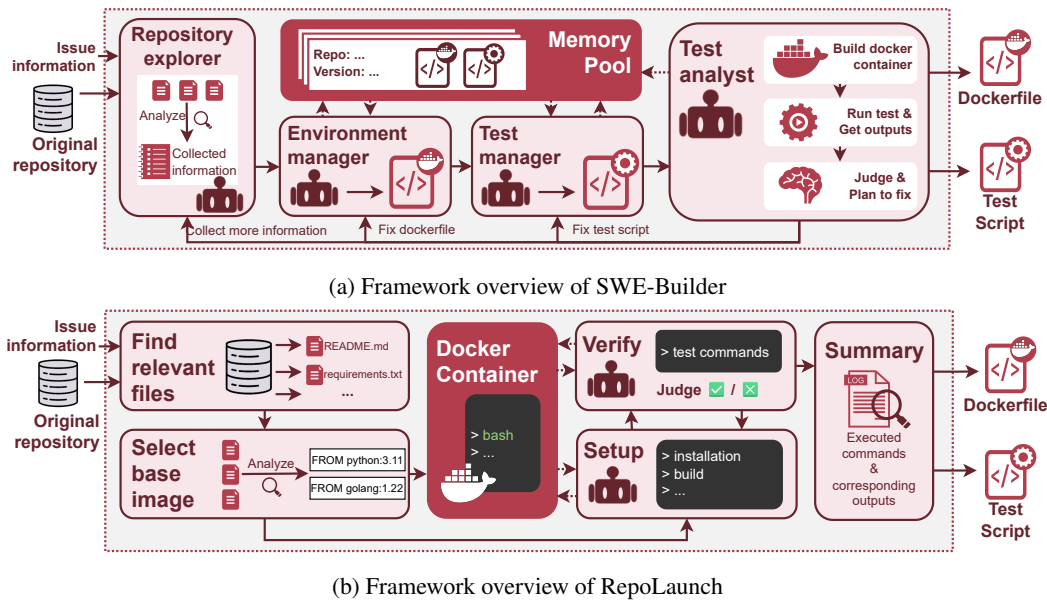 Issue
information
Original
repository
Repository
explorer
Analyze
Collected
information
Repo: ...
Version: ...
Memory
Pool
Environment
manager
Test
manager
Test
analyst
Build docker
container
Run test &
Get outputs
Judge &
Plan to fix
Collect more information
Fix dockerfile
Fix test script
Dockerfile
Test
Script
(a) Framework overview of SWE-Builder
Issue
information
Original
repository
Find
relevant
files
README.md
requirements.txt
...
Select
base
image
Analyze
FROM python:3.11
FROM golang:1.22
Docker
Container
> bash
> ...
Verify
> test commands
Judge ✅ / ❎
Setup
> installation
> build
> ...
Summary
LOG
Executed
commands
&
corresponding
outputs
Dockerfile
Test
Script
(b) Framework overview of RepoLaunch